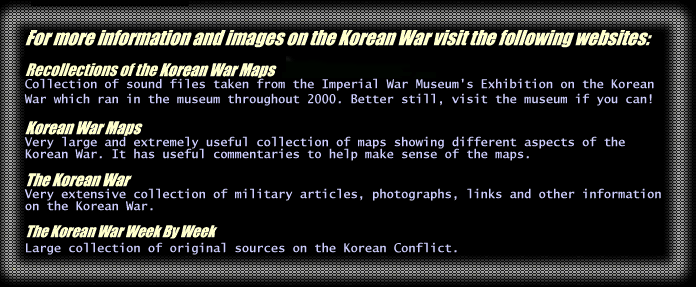 For more information and images on the Korean War visit the following websites:
Recollections of the Korean War Maps
Collection of sound files taken from the Imperial War Museum's Exhibition on the Korean
War which ran in the museum throughout 2000. Better still, visit the museum if you can!
Korean War Maps
Very large and extremely useful collection of maps showing different aspects of the
Korean War. It has useful commentaries to help make sense of the maps.
The Korean War
Very extensive collection of military articles, photographs, links and other information
on the Korean War.
The Korean War Week By Week
Large collection of original sources on the Korean Conflict.